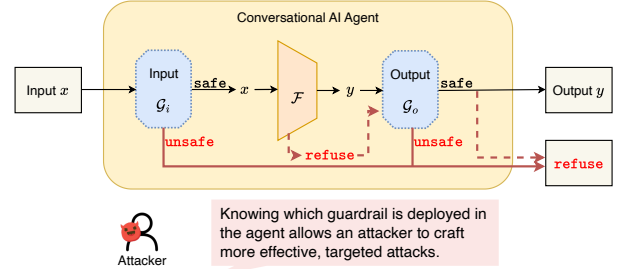 Conversational AI Agent
Input x
Input
𝒢ᵢ
safe
x
ℱ
y
Output
𝒢ₒ
safe
Output y
unsafe
refuse
unsafe
refuse
Attacker
Knowing which guardrail is deployed in
the agent allows an attacker to craft
more effective, targeted attacks.